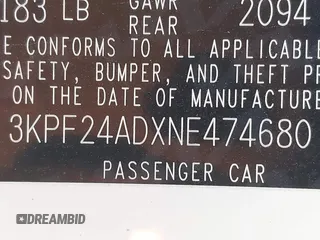 183 LB GAWR 2094
REAR
E CONFORMS TO ALL APPLICABLE
SAFETY, BUMPER, AND THEFT P
ON THE DATE OF MANUFACTURE
3KPF24ADXNE474680
PASSENGER CAR
DREAMBID